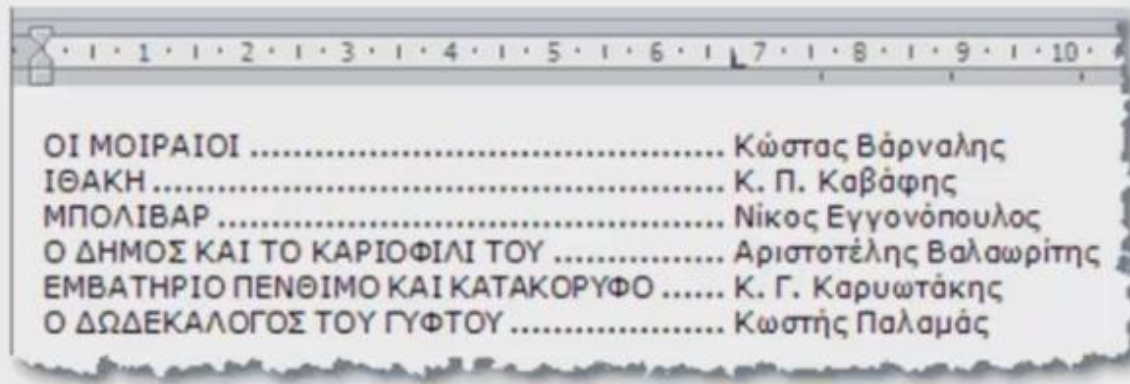 1 2 3 4 5 6 7 8 9 10
ΟΙ ΜΟΙΡΑΙΟΙ ............................................. Κώστας Βάρναλης
ΙΘΑΚΗ ....................................................... Κ. Π. Καβάφης
ΜΠΟΛΙΒΑΡ ................................................ Νίκος Εγγονόπουλος
Ο ΔΗΜΟΣ ΚΑΙ ΤΟ ΚΑΡΙΟΦΙΛΙ ΤΟΥ ................ Αριστοτέλης Βαλαωρίτης
ΕΜΒΑΤΗΡΙΟ ΠΕΝΘΙΜΟ ΚΑΙ ΚΑΤΑΚΟΡΥΦΟ ...... Κ. Γ. Καρυωτάκης
Ο ΔΩΔΕΚΑΛΟΓΟΣ ΤΟΥ ΓΥΦΤΟΥ .................... Κωστής Παλαμάς